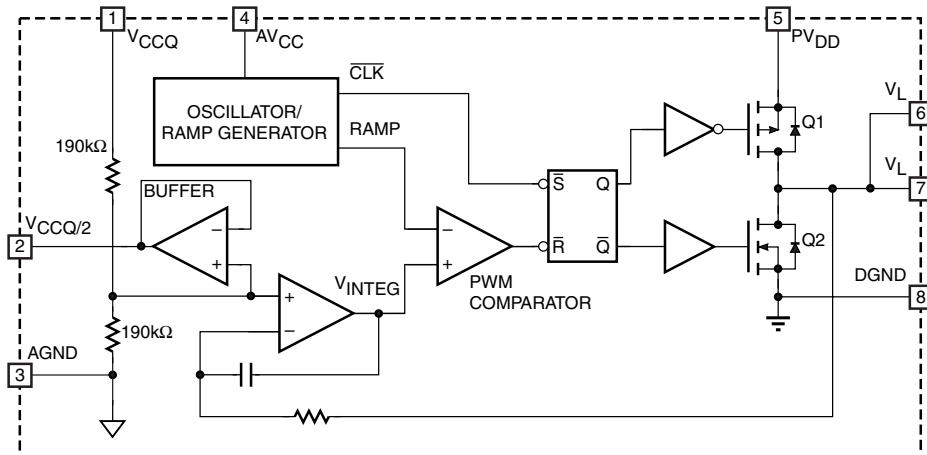 1
V_CCQ
4
AV_CC
5
PV_DD
CLK
OSCILLATOR/
RAMP GENERATOR
RAMP
V_L
6
Q1
190kΩ
S
Q
V_L
7
BUFFER
V_CCQ/2
2
−
+
−
+
R
Q
Q2
PWM
COMPARATOR
V_INTEG
+
−
DGND
8
190kΩ
AGND
3